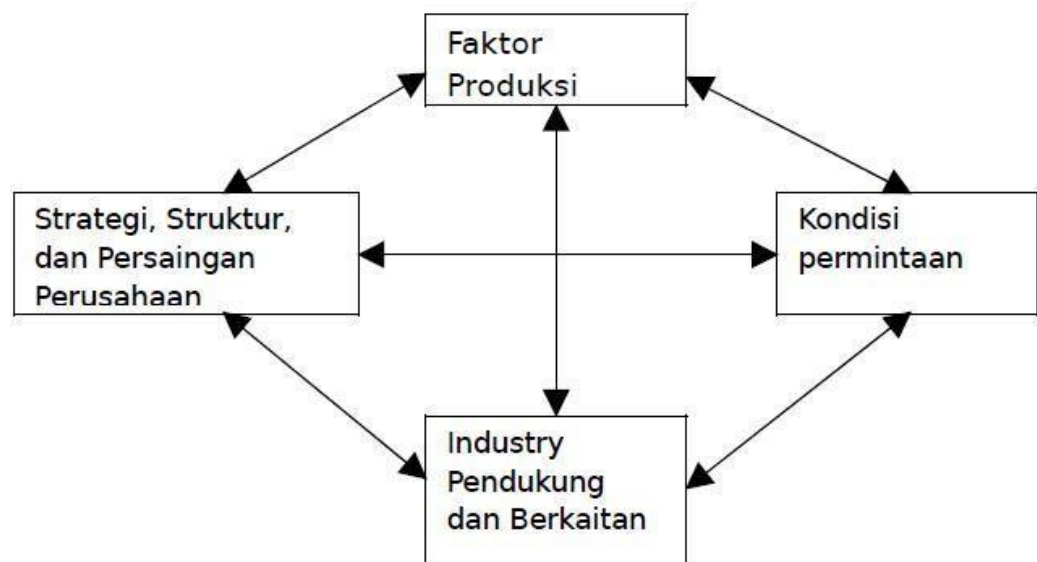 Faktor
Produksi
Strategi, Struktur,
dan Persaingan
Perusahaan
Kondisi
permintaan
Industry
Pendukung
dan Berkaitan